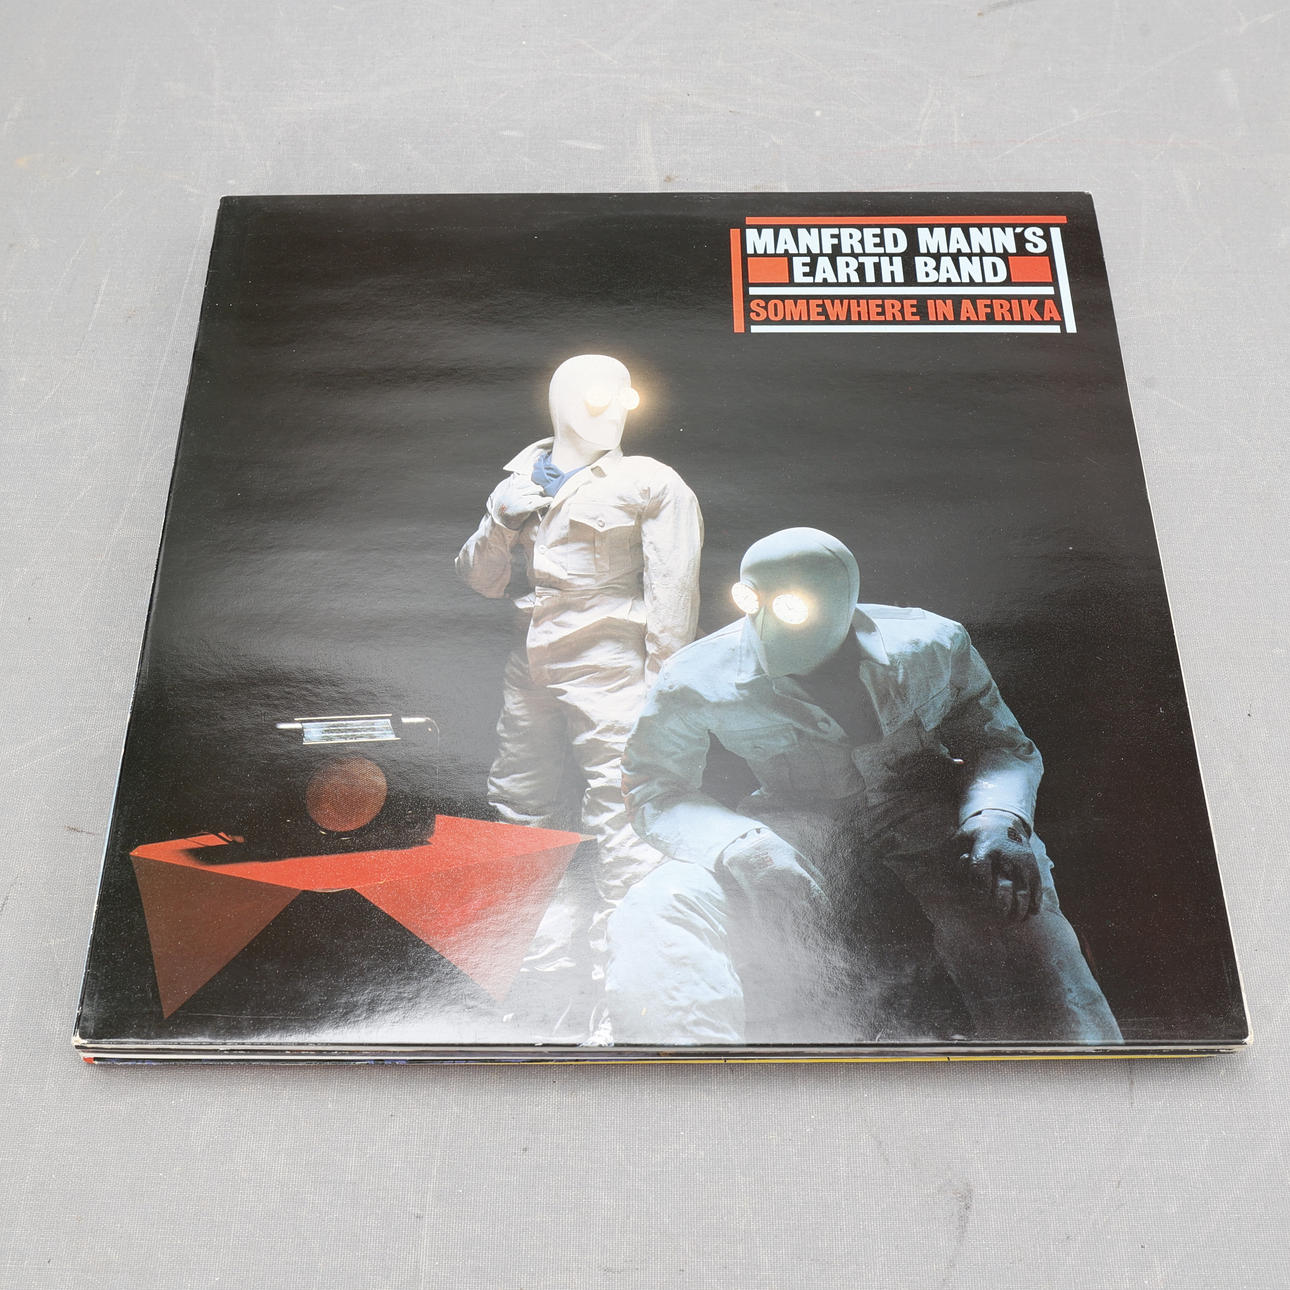 MANFRED MANN´S
EARTH BAND
SOMEWHERE IN AFRIKA